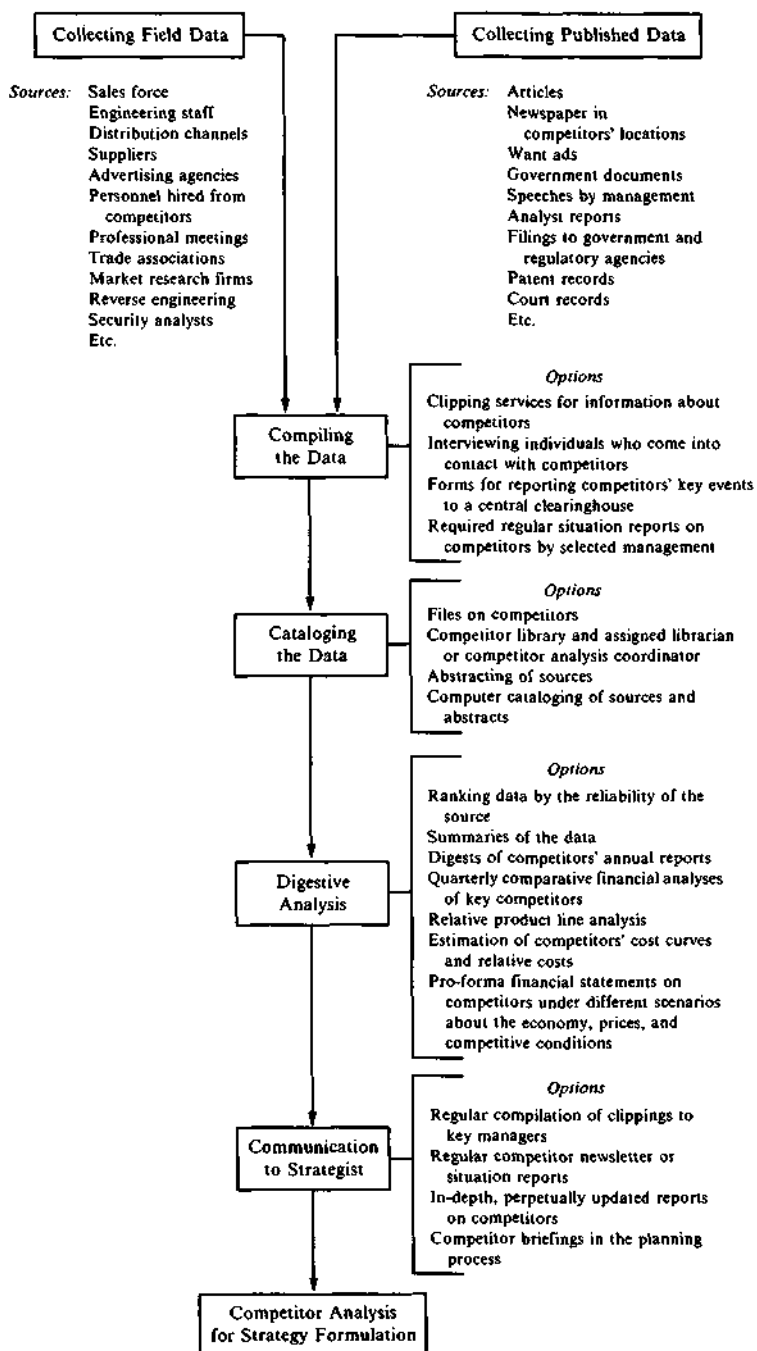 Collecting Field Data
Collecting Published Data
Sources: Sales force
Engineering staff
Distribution channels
Suppliers
Advertising agencies
Personnel hired from
competitors
Professional meetings
Trade associations
Market research firms
Reverse engineering
Security analysts
Etc.
Sources: Articles
Newspaper in
competitors' locations
Want ads
Government documents
Speeches by management
Analyst reports
Filings to government and
regulatory agencies
Patent records
Court records
Etc.
Compiling
the Data
Options
Clipping services for information about
competitors
Interviewing individuals who come into
contact with competitors
Forms for reporting competitors' key events
to a central clearinghouse
Required regular situation reports on
competitors by selected management
Cataloging
the Data
Options
Files on competitors
Competitor library and assigned librarian
or competitor analysis coordinator
Abstracting of sources
Computer cataloging of sources and
abstracts
Digestive
Analysis
Options
Ranking data by the reliability of the
source
Summaries of the data
Digests of competitors' annual reports
Quarterly comparative financial analyses
of key competitors
Relative product line analysis
Estimation of competitors' cost curves
and relative costs
Pro-forma financial statements on
competitors under different scenarios
about the economy, prices, and
competitive conditions
Communication
to Strategist
Options
Regular compilation of clippings to
key managers
Regular competitor newsletter or
situation reports
In-depth, perpetually updated reports
on competitors
Competitor briefings in the planning
process
Competitor Analysis
for Strategy Formulation